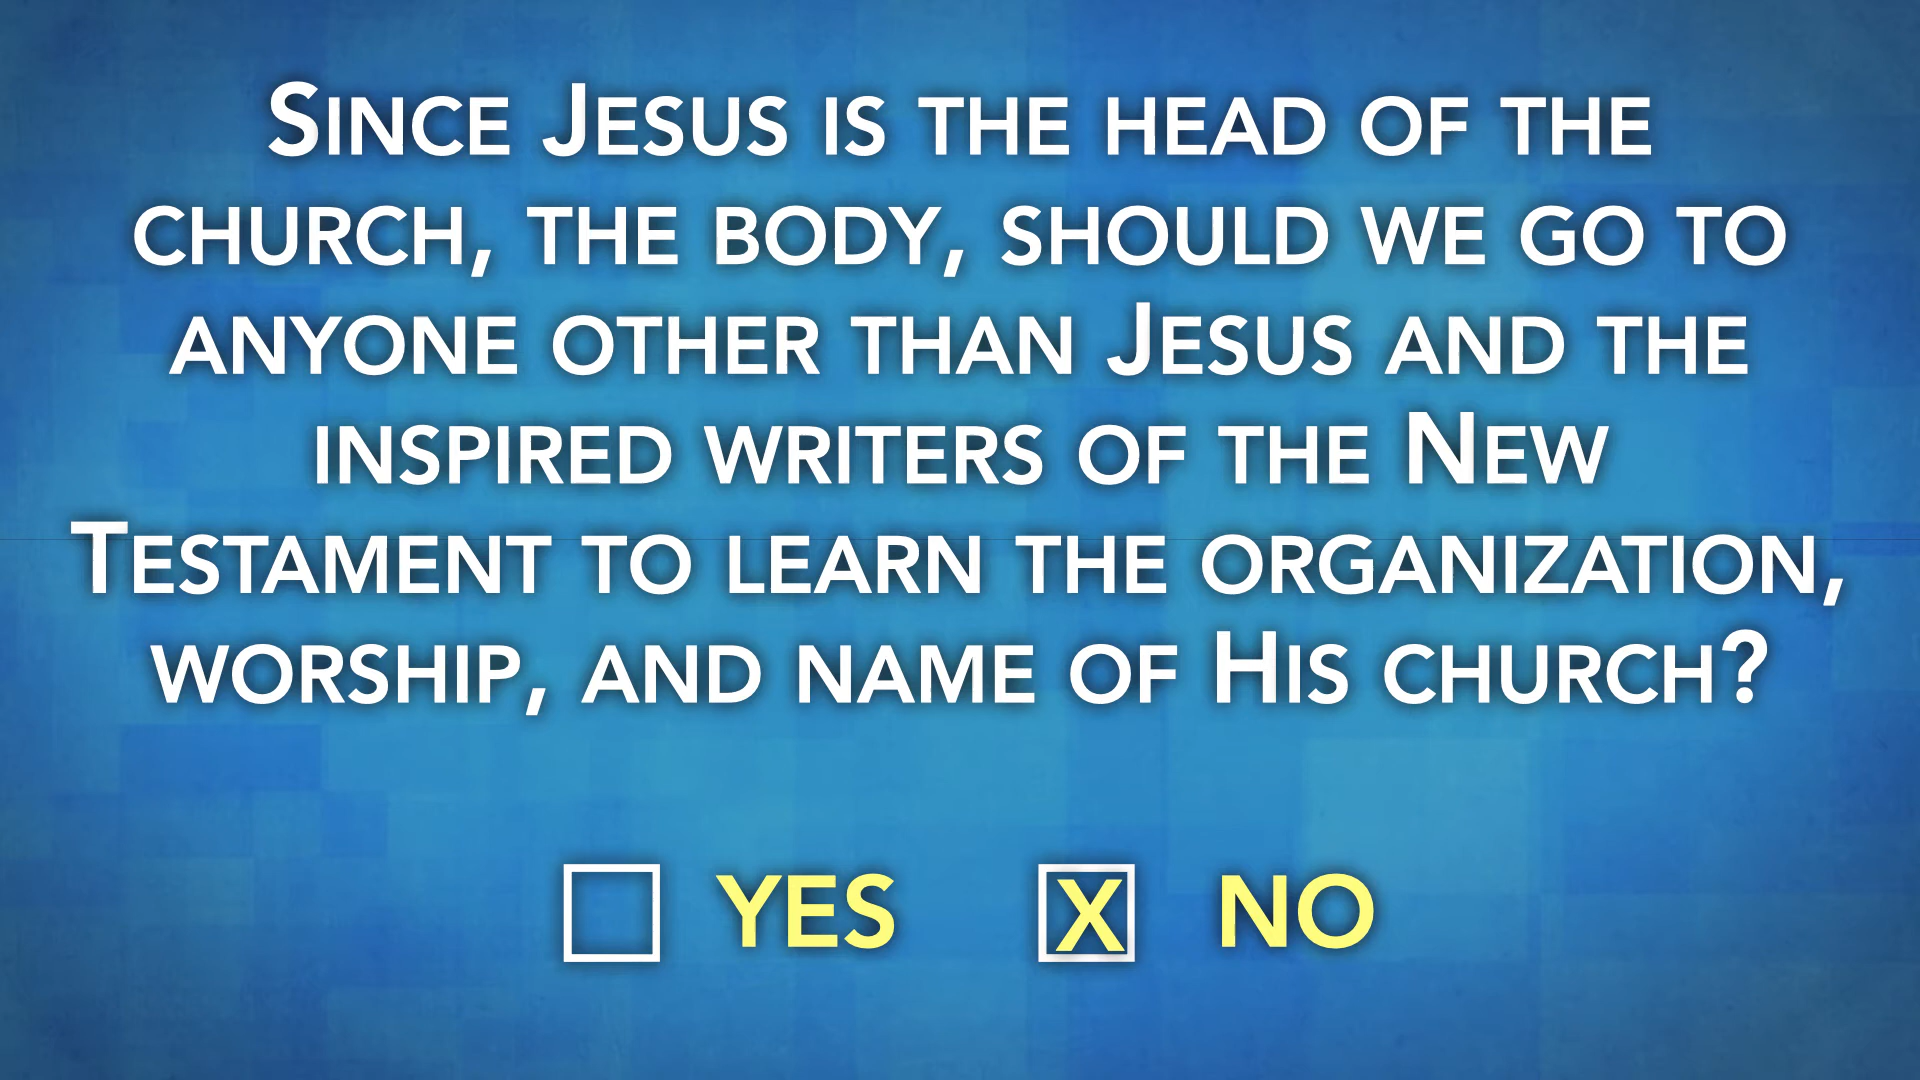 Since Jesus is the head of the
church, the body, should we go to
anyone other than Jesus and the
inspired writers of the New
Testament to learn the organization,
worship, and name of His church?
☐ YES ☒ NO